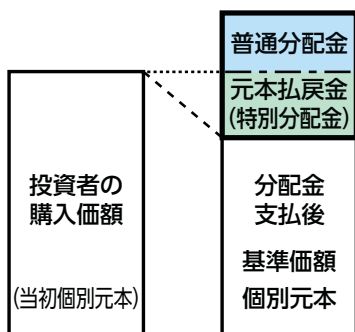 普通分配金
元本払戻金
(特別分配金)
投資者の
購入価額
(当初個別元本)
分配金
支払後
基準価額
個別元本